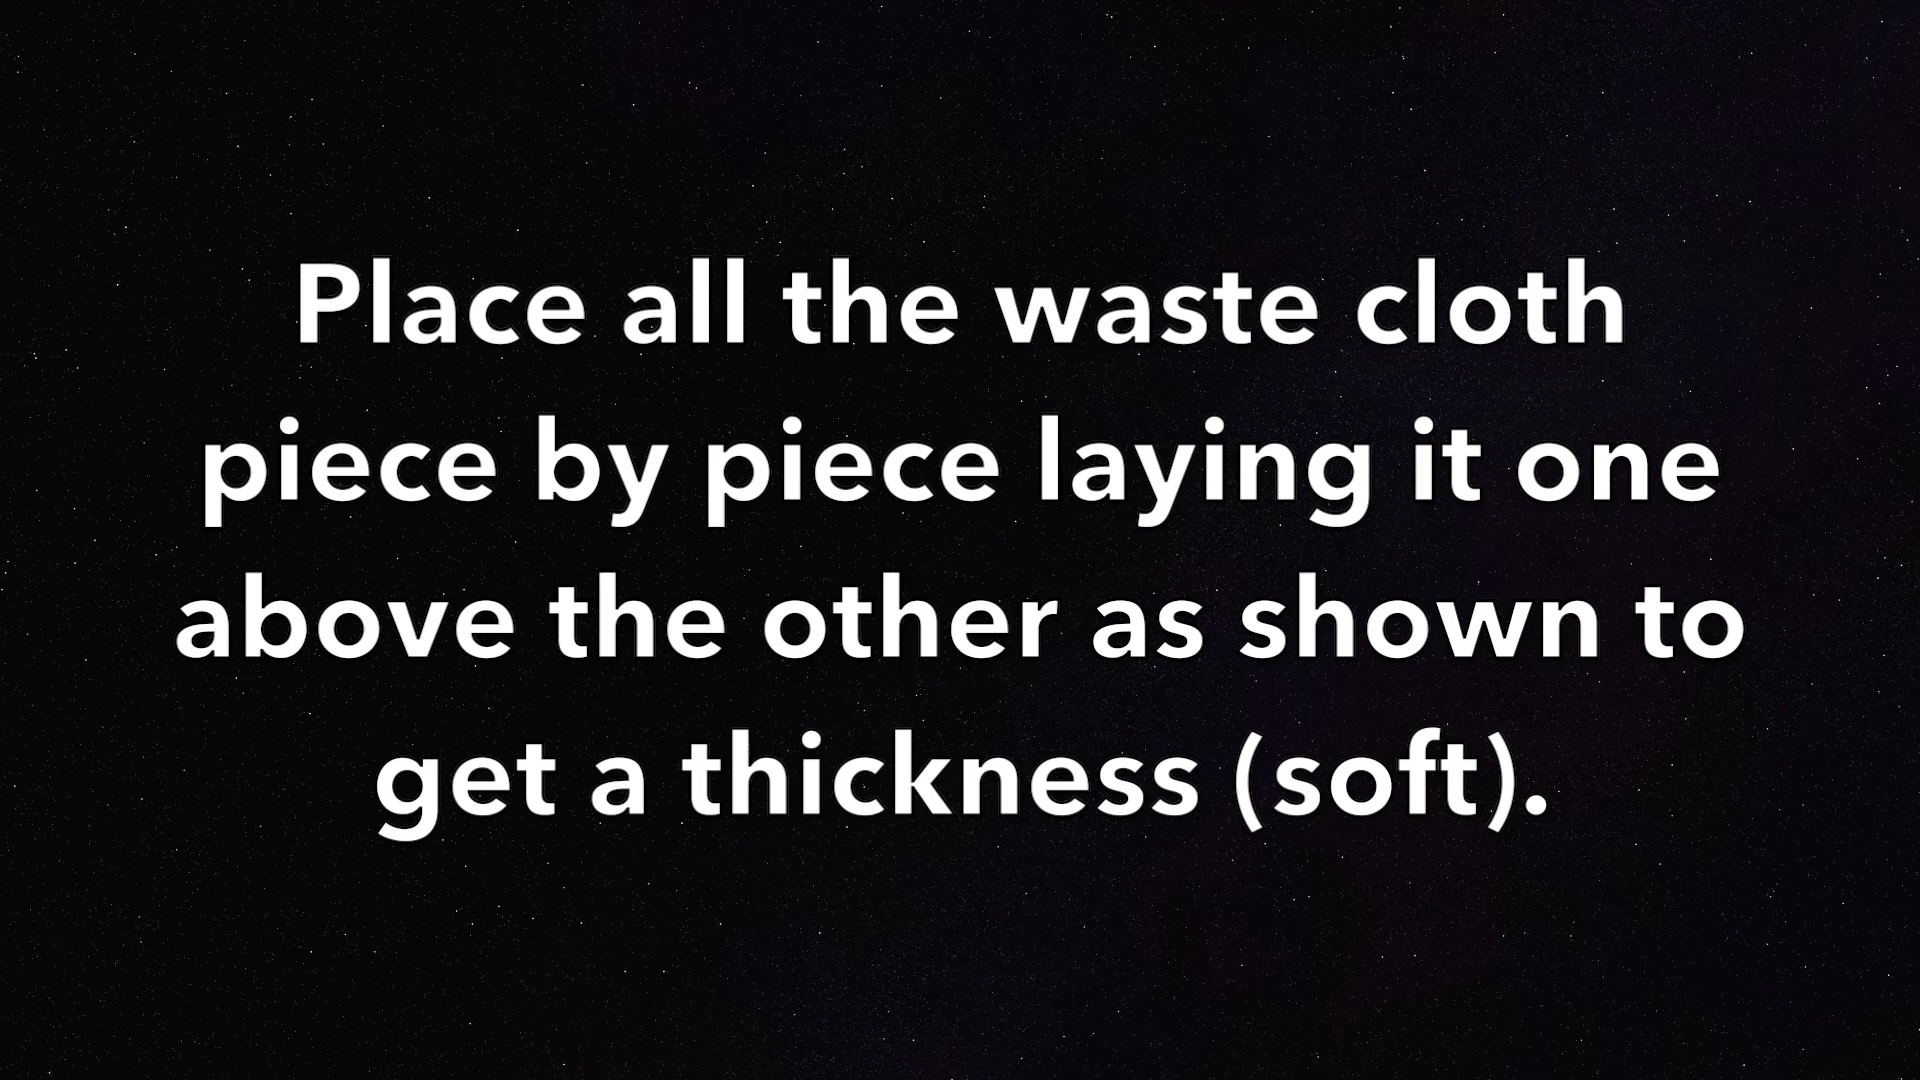 Place all the waste cloth
piece by piece laying it one
above the other as shown to
get a thickness (soft).